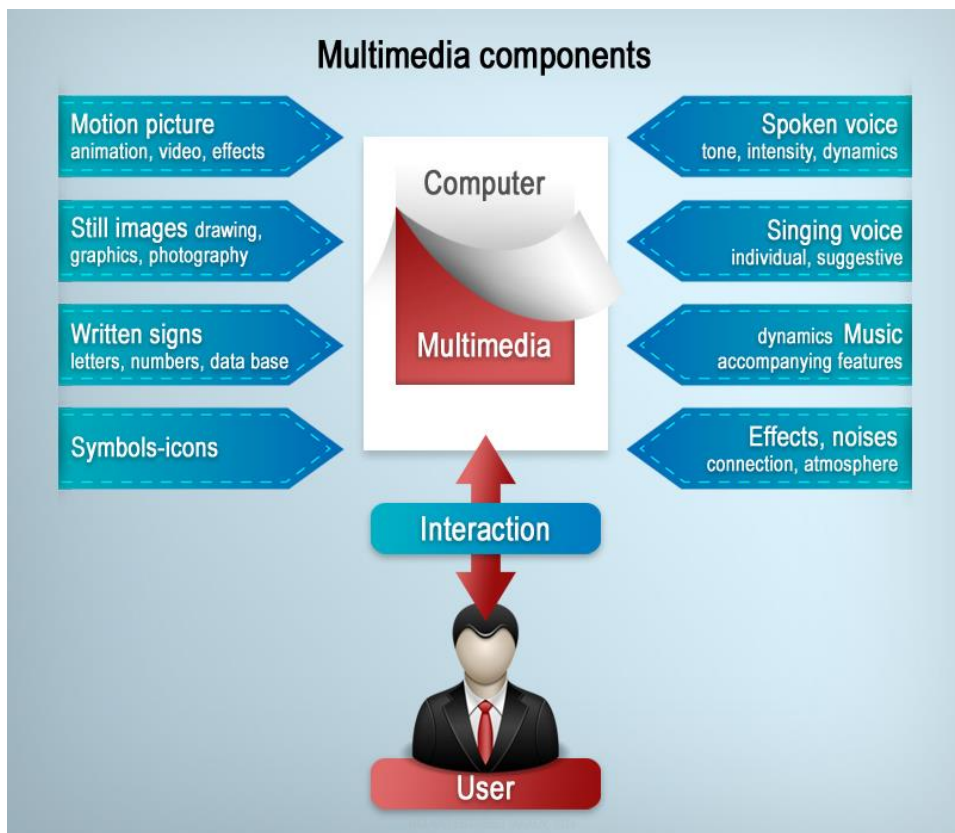 Multimedia components
Motion picture
animation, video, effects
Still images drawing,
graphics, photography
Written signs
letters, numbers, data base
Symbols-icons
Computer
Multimedia
Spoken voice
tone, intensity, dynamics
Singing voice
individual, suggestive
dynamics Music
accompanying features
Effects, noises
connection, atmosphere
Interaction
User